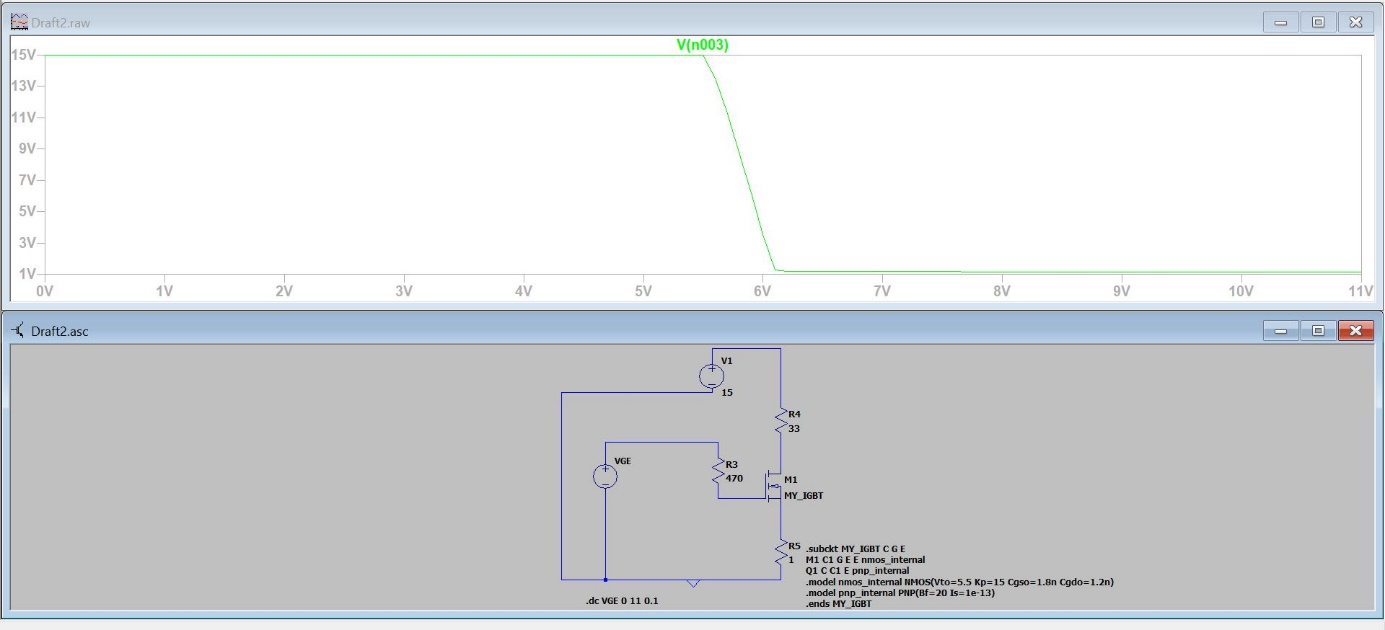 Draft2.raw
V(n003)
15V
13V
11V
9V
7V
5V
3V
1V
0V 1V 2V 3V 4V 5V 6V 7V 8V 9V 10V 11V
Draft2.asc
V1
15
R4
33
VGE
R3
470
M1
MY_IGBT
R5
1
.subckt MY_IGBT C G E
M1 C1 G E E nmos_internal
Q1 C C1 E pnp_internal
.model nmos_internal NMOS(Vto=5.5 Kp=15 Cgso=1.8n Cgdo=1.2n)
.model pnp_internal PNP(Bf=20 Is=1e-13)
.ends MY_IGBT
.dc VGE 0 11 0.1